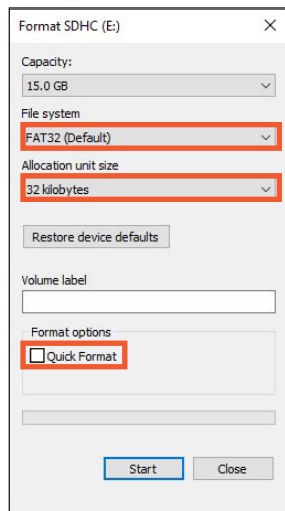 Format SDHC (E:)
Capacity:
15.0 GB
File system
FAT32 (Default)
Allocation unit size
32 kilobytes
Restore device defaults
Volume label
Format options
Quick Format
Start Close